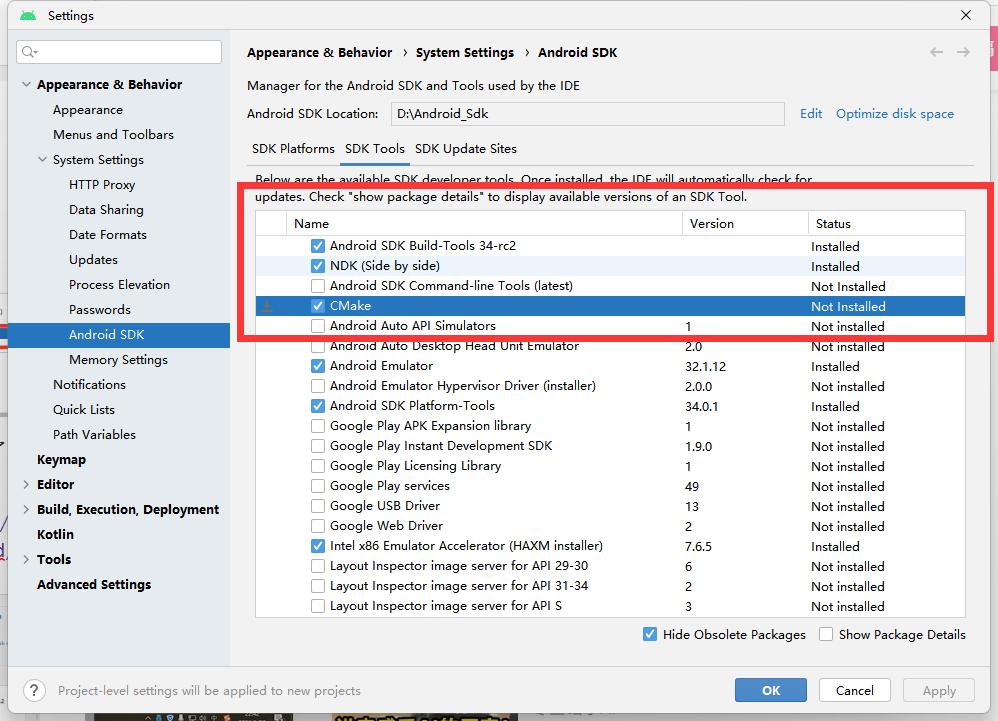 Settings
Appearance & Behavior
Appearance
Menus and Toolbars
System Settings
HTTP Proxy
Data Sharing
Date Formats
Updates
Process Elevation
Passwords
Android SDK
Memory Settings
Notifications
Quick Lists
Path Variables
Keymap
Editor
Build, Execution, Deployment
Kotlin
Tools
Advanced Settings
Appearance & Behavior › System Settings › Android SDK
Manager for the Android SDK and Tools used by the IDE
Android SDK Location: D:\Android_Sdk Edit Optimize disk space
SDK Platforms SDK Tools SDK Update Sites
Below are the available SDK developer tools. Once installed, the IDE will automatically check for
updates. Check "show package details" to display available versions of an SDK Tool.
Name Version Status
Android SDK Build-Tools 34-rc2 Installed
NDK (Side by side) Installed
Android SDK Command-line Tools (latest) Not Installed
CMake Not Installed
Android Auto API Simulators 1 Not installed
Android Auto Desktop Head Unit Emulator 2.0 Not installed
Android Emulator 32.1.12 Installed
Android Emulator Hypervisor Driver (installer) 2.0.0 Not installed
Android SDK Platform-Tools 34.0.1 Installed
Google Play APK Expansion library 1 Not installed
Google Play Instant Development SDK 1.9.0 Not installed
Google Play Licensing Library 1 Not installed
Google Play services 49 Not installed
Google USB Driver 13 Not installed
Google Web Driver 2 Not installed
Intel x86 Emulator Accelerator (HAXM installer) 7.6.5 Installed
Layout Inspector image server for API 29-30 6 Not installed
Layout Inspector image server for API 31-34 2 Not installed
Layout Inspector image server for API S 3 Not installed
Hide Obsolete Packages Show Package Details
? Project-level settings will be applied to new projects
OK Cancel Apply